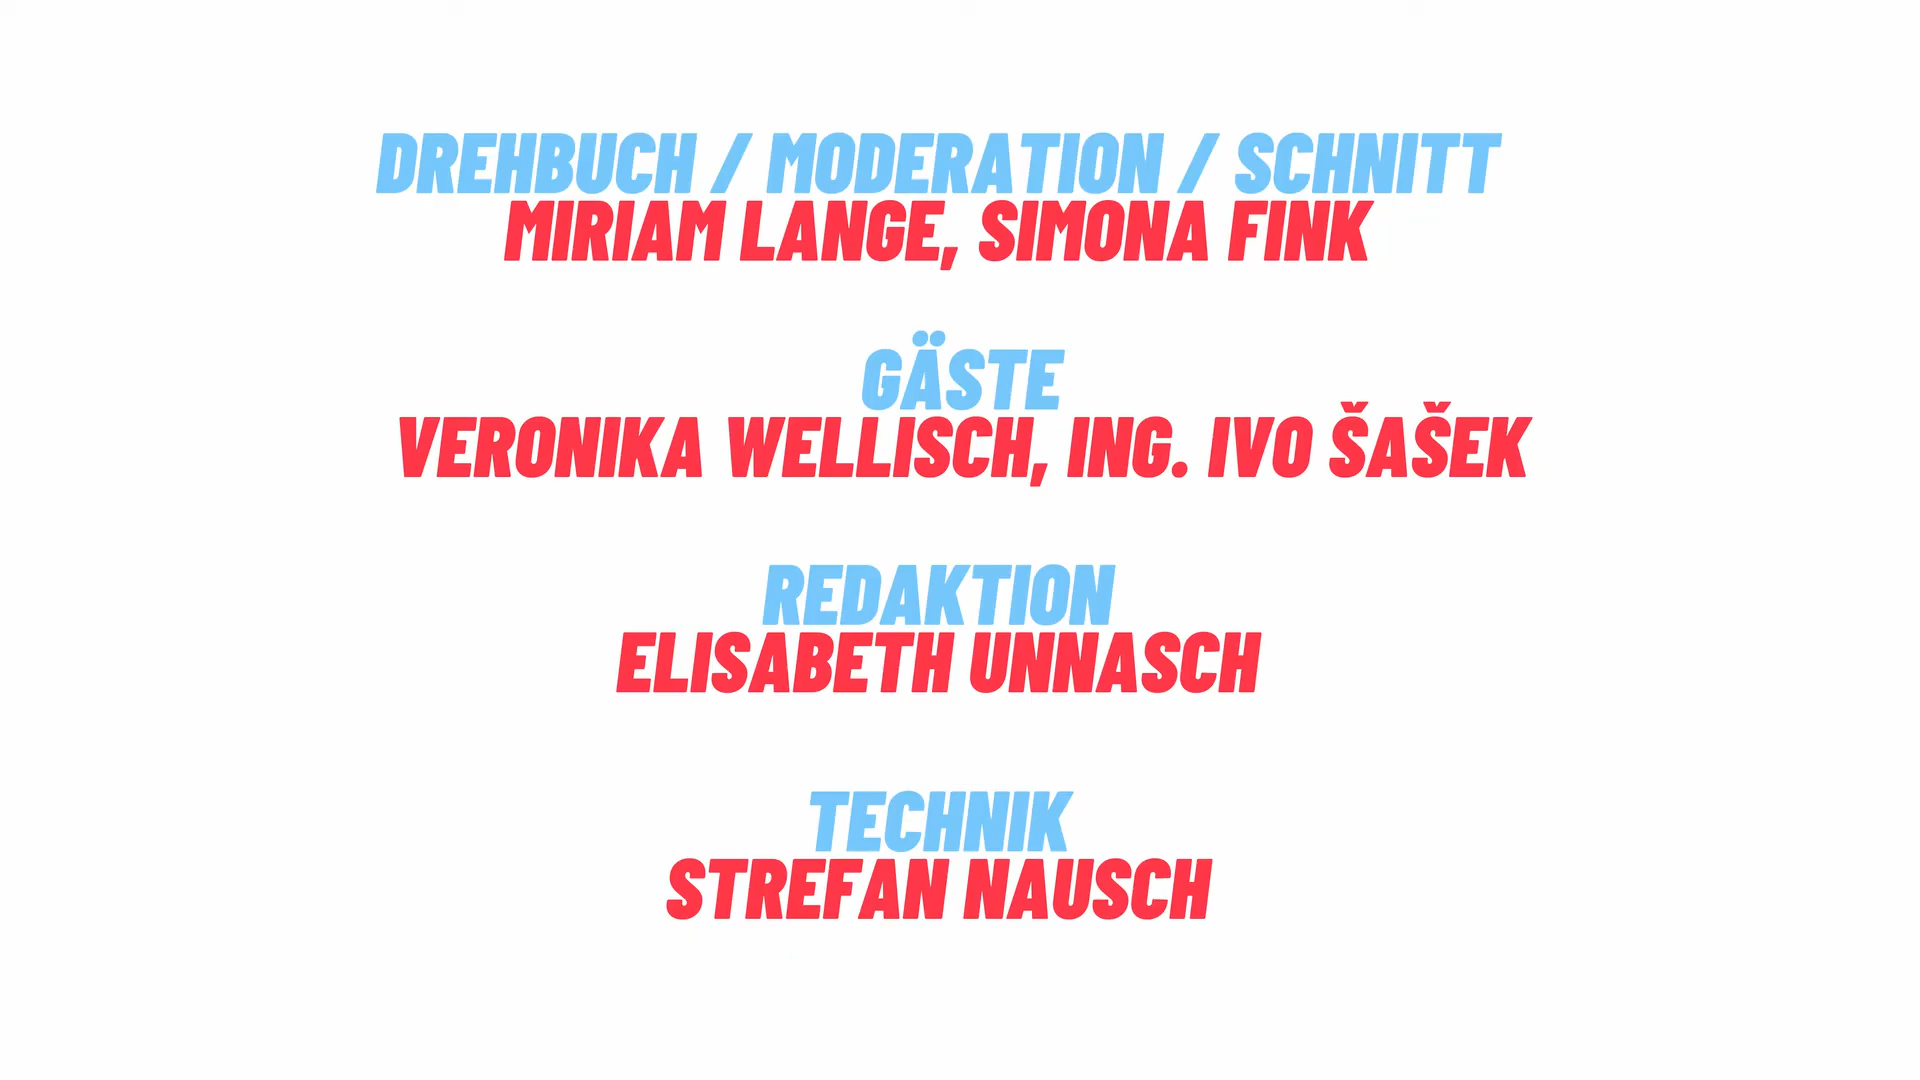 DREHBUCH / MODERATION / SCHNITT
MIRIAM LANGE, SIMONA FINK
GÄSTE
VERONIKA WELLISCH, ING. IVO ŠAŠEK
REDAKTION
ELISABETH UNNASCH
TECHNIK
STREFAN NAUSCH